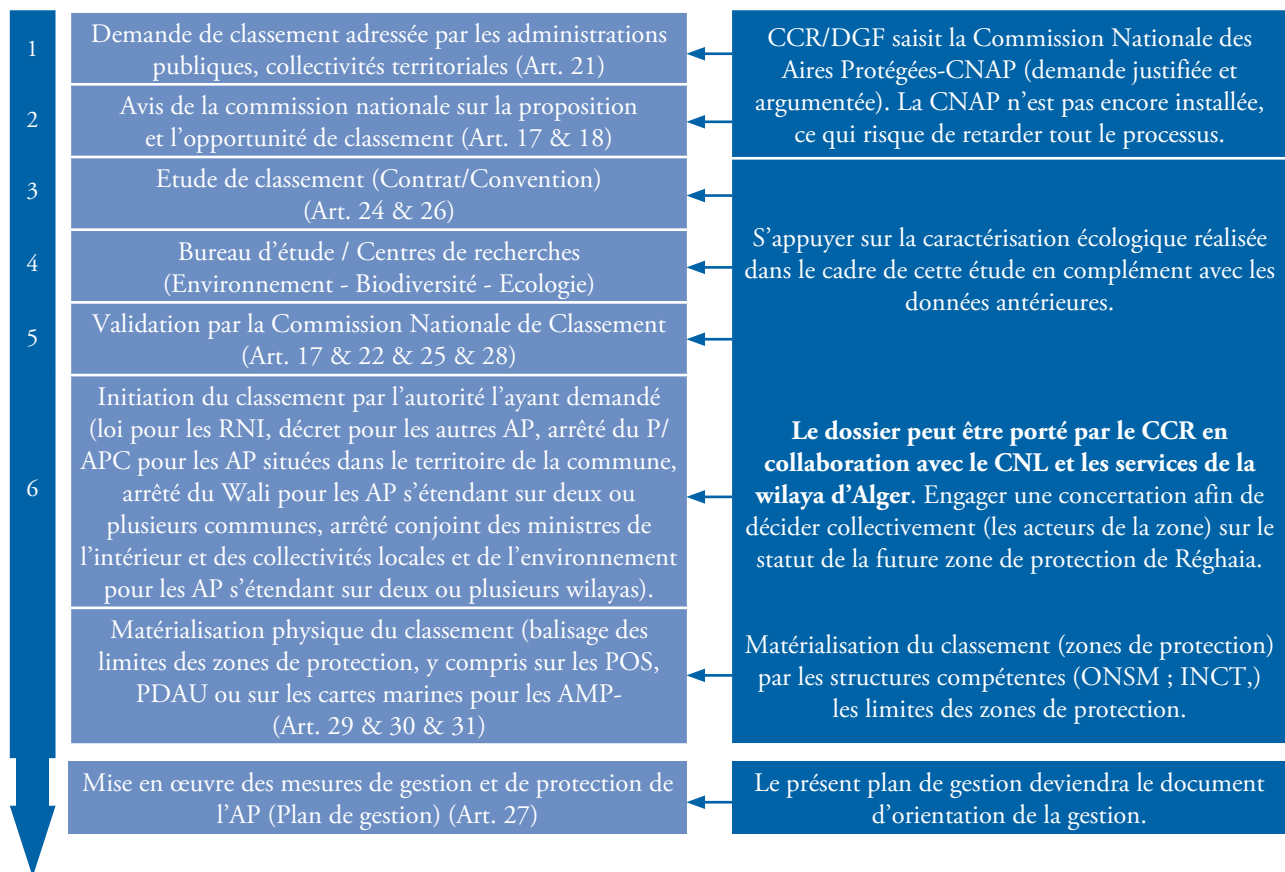 1
Demande de classement adressée par les administrations
publiques, collectivités territoriales (Art. 21)
CCR/DGF saisit la Commission Nationale des
Aires Protégées-CNAP (demande justifiée et
argumentée). La CNAP n’est pas encore installée,
ce qui risque de retarder tout le processus.
2
Avis de la commission nationale sur la proposition
et l’opportunité de classement (Art. 17 & 18)
3
Etude de classement (Contrat/Convention)
(Art. 24 & 26)
4
Bureau d’étude / Centres de recherches
(Environnement - Biodiversité - Ecologie)
S’appuyer sur la caractérisation écologique réalisée
dans le cadre de cette étude en complément avec les
données antérieures.
5
Validation par la Commission Nationale de Classement
(Art. 17 & 22 & 25 & 28)
6
Initiation du classement par l’autorité l’ayant demandé
(loi pour les RNI, décret pour les autres AP, arrêté du P/
APC pour les AP situées dans le territoire de la commune,
arrêté du Wali pour les AP s’étendant sur deux ou
plusieurs communes, arrêté conjoint des ministres de
l’intérieur et des collectivités locales et de l’environnement
pour les AP s’étendant sur deux ou plusieurs wilayas).
Le dossier peut être porté par le CCR en
collaboration avec le CNL et les services de la
wilaya d’Alger. Engager une concertation afin de
décider collectivement (les acteurs de la zone) sur le
statut de la future zone de protection de Réghaia.
Matérialisation physique du classement (balisage des
limites des zones de protection, y compris sur les POS,
PDAU ou sur les cartes marines pour les AMP-
(Art. 29 & 30 & 31)
Matérialisation du classement (zones de protection)
par les structures compétentes (ONSM ; INCT,)
les limites des zones de protection.
Mise en œuvre des mesures de gestion et de protection de
l’AP (Plan de gestion) (Art. 27)
Le présent plan de gestion deviendra le document
d’orientation de la gestion.